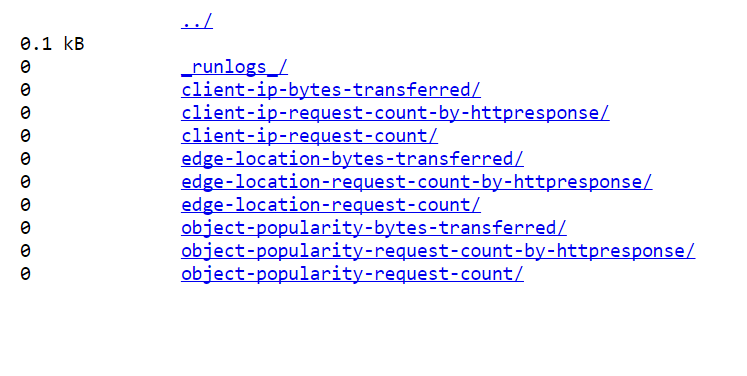 ../
0.1 kB
0 _runlogs_/
0 client-ip-bytes-transferred/
0 client-ip-request-count-by-httpresponse/
0 client-ip-request-count/
0 edge-location-bytes-transferred/
0 edge-location-request-count-by-httpresponse/
0 edge-location-request-count/
0 object-popularity-bytes-transferred/
0 object-popularity-request-count-by-httpresponse/
0 object-popularity-request-count/